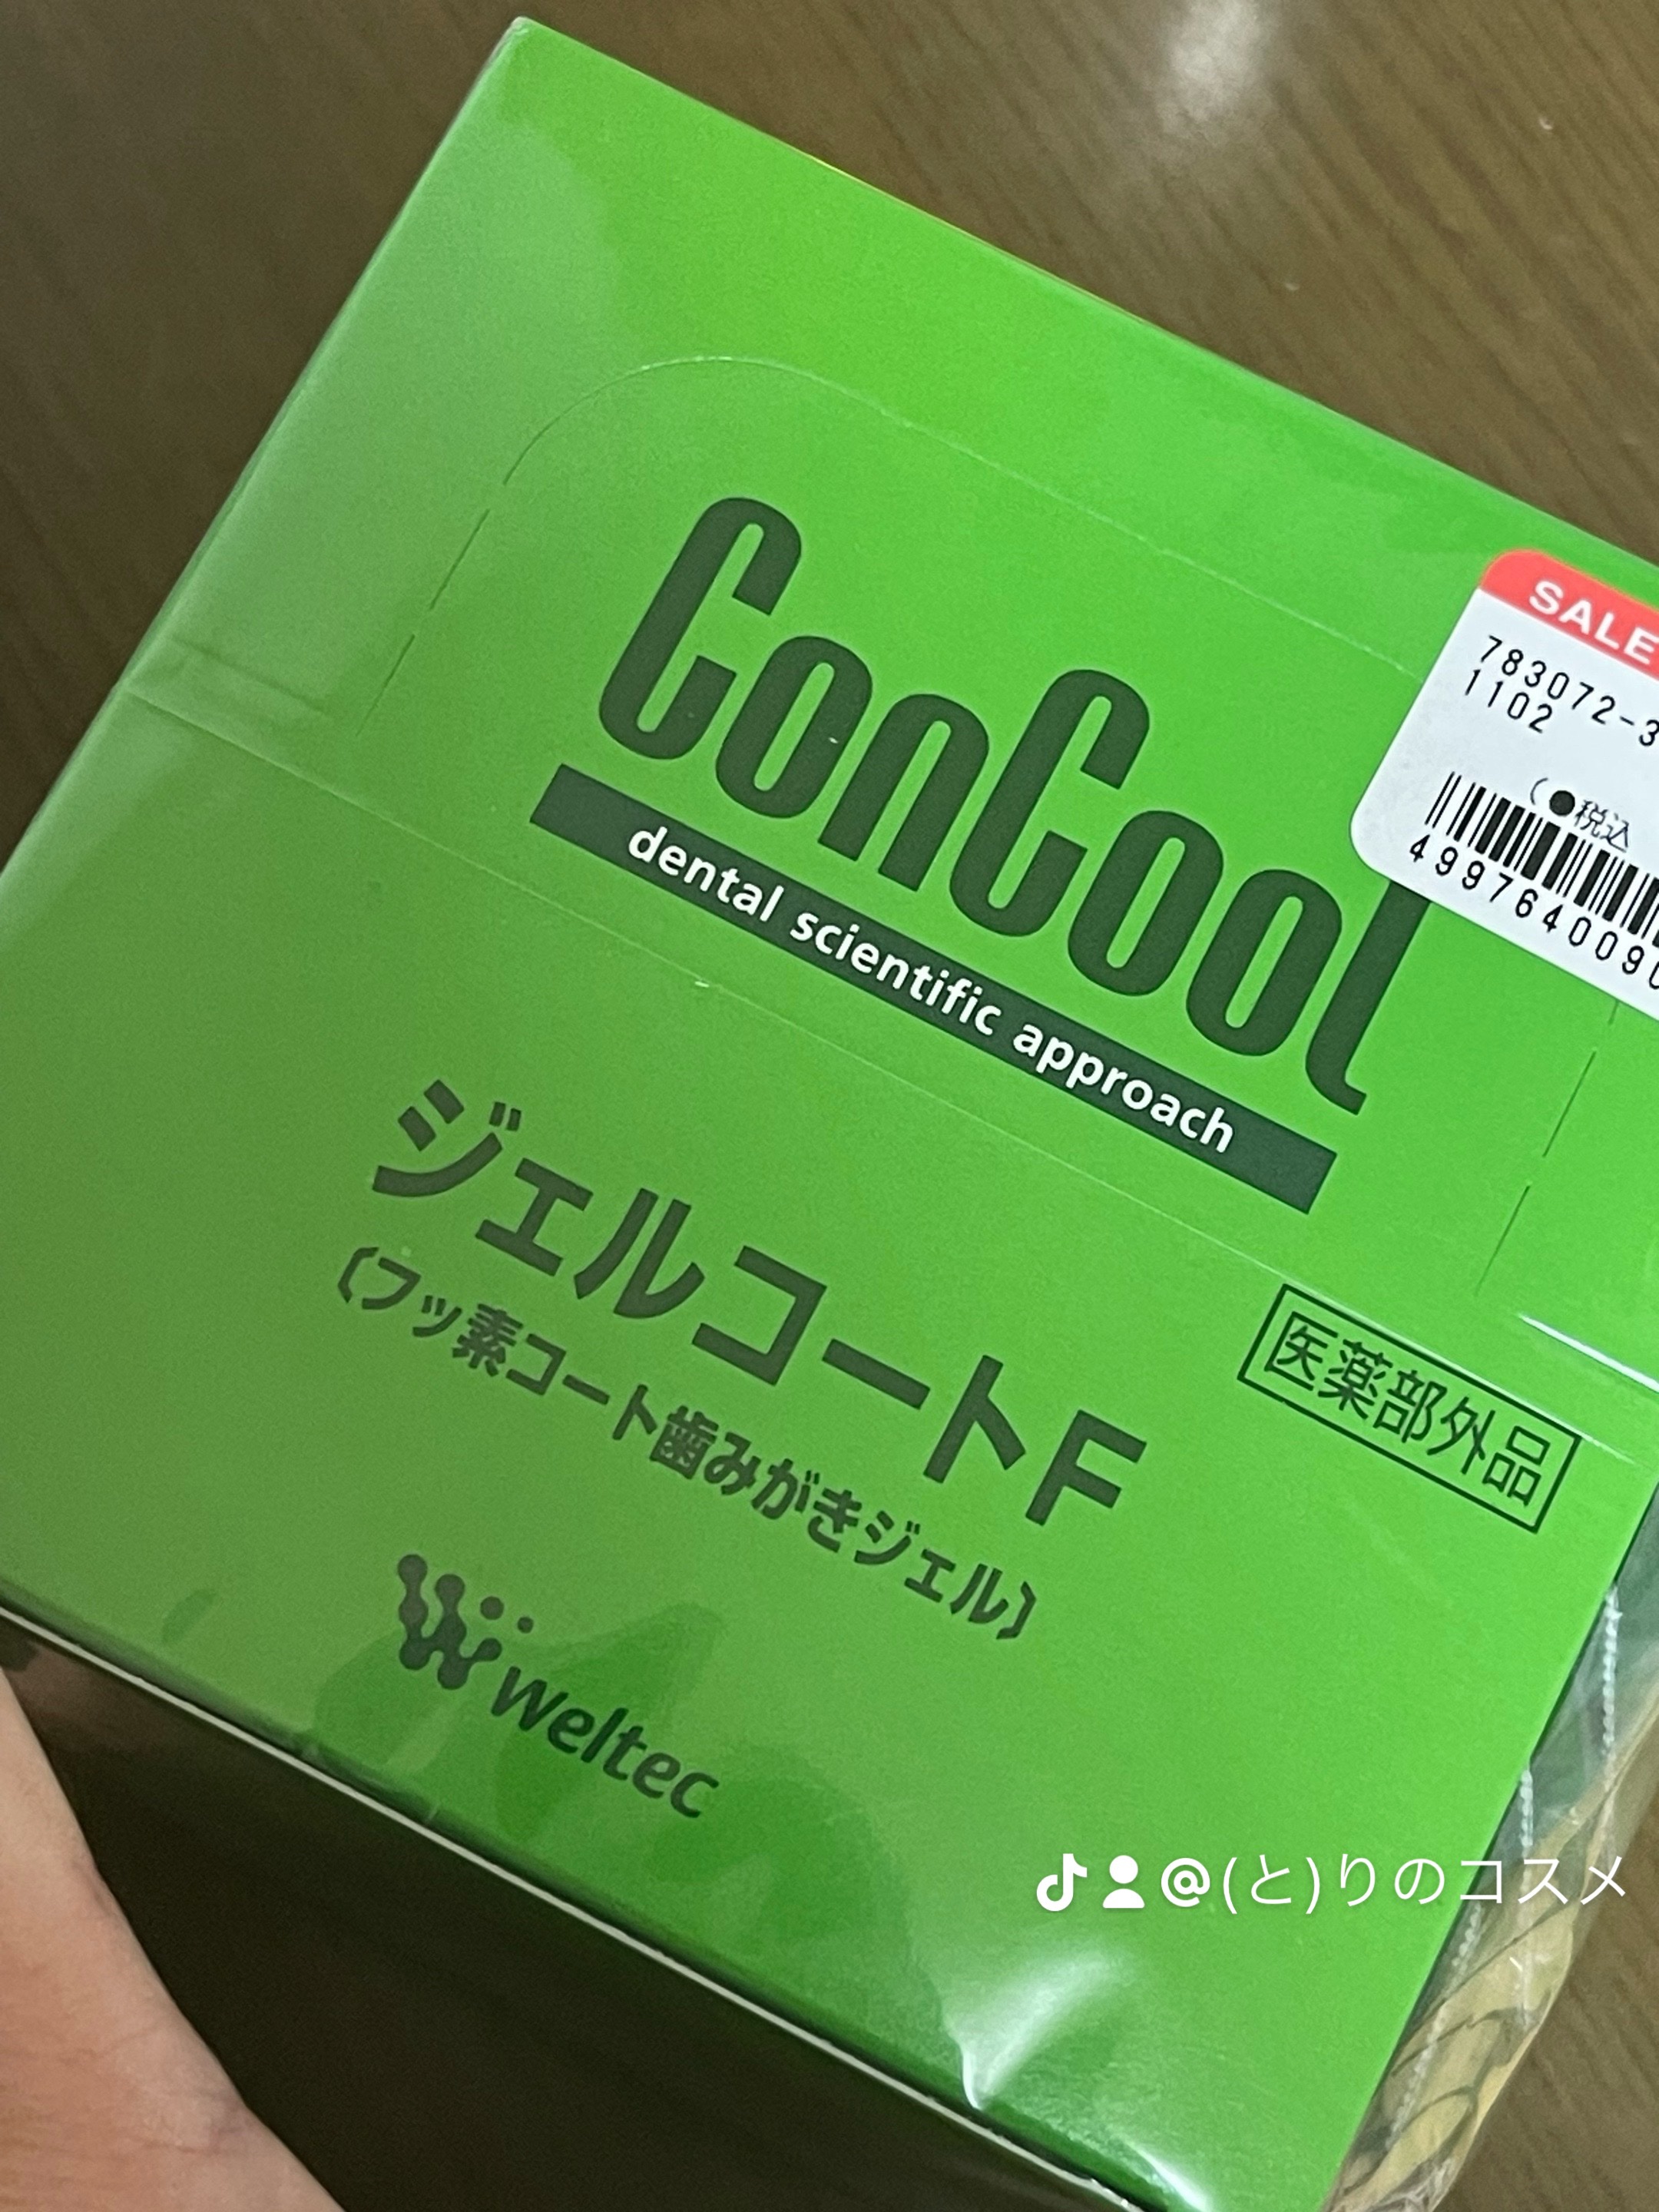 ConCool
dental scientific approach
ジェルコートF
(フッ素コート歯みがきジェル)
医薬部外品
weltec
SALE
783072-3
1102
(●税込
499764009
@(と)りのコスメ